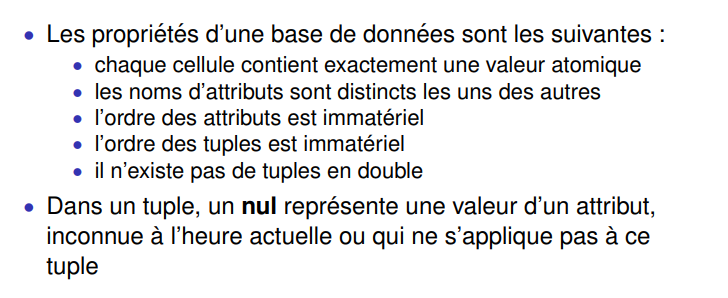 • Les propriétés d'une base de données sont les suivantes :
• chaque cellule contient exactement une valeur atomique
• les noms d'attributs sont distincts les uns des autres
• l'ordre des attributs est immatériel
• l'ordre des tuples est immatériel
• il n'existe pas de tuples en double
• Dans un tuple, un nul représente une valeur d'un attribut,
inconnue à l'heure actuelle ou qui ne s'applique pas à ce
tuple